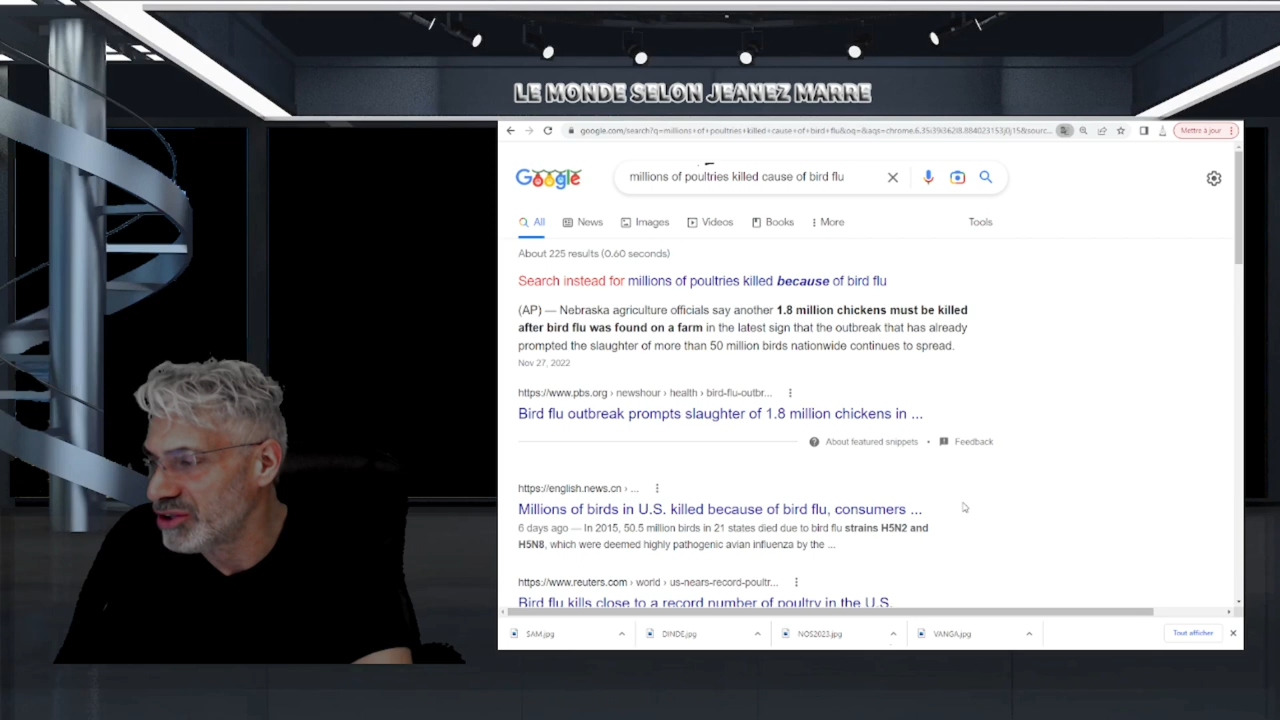 LE MONDE SELON JEANEZ MARRE
Mettre à jour
Google
millions of poultries killed cause of bird flu
All News Images Videos Books More Tools
About 225 results (0.60 seconds)
Search instead for millions of poultries killed because of bird flu
(AP) — Nebraska agriculture officials say another 1.8 million chickens must be killed
after bird flu was found on a farm in the latest sign that the outbreak that has already
prompted the slaughter of more than 50 million birds nationwide continues to spread.
Nov 27, 2022
https://www.pbs.org › newshour › health › bird-flu-outbr...
Bird flu outbreak prompts slaughter of 1.8 million chickens in ...
About featured snippets • Feedback
https://english.news.cn › ...
Millions of birds in U.S. killed because of bird flu, consumers ...
6 days ago — In 2015, 50.5 million birds in 21 states died due to bird flu strains H5N2 and
H5N8, which were deemed highly pathogenic avian influenza by the ...
https://www.reuters.com › world › us-nears-record-poultr...
Bird flu kills close to a record number of poultry in the U.S.
SAM.jpg DINDE.jpg NOS2023.jpg VANGA.jpg Tout afficher